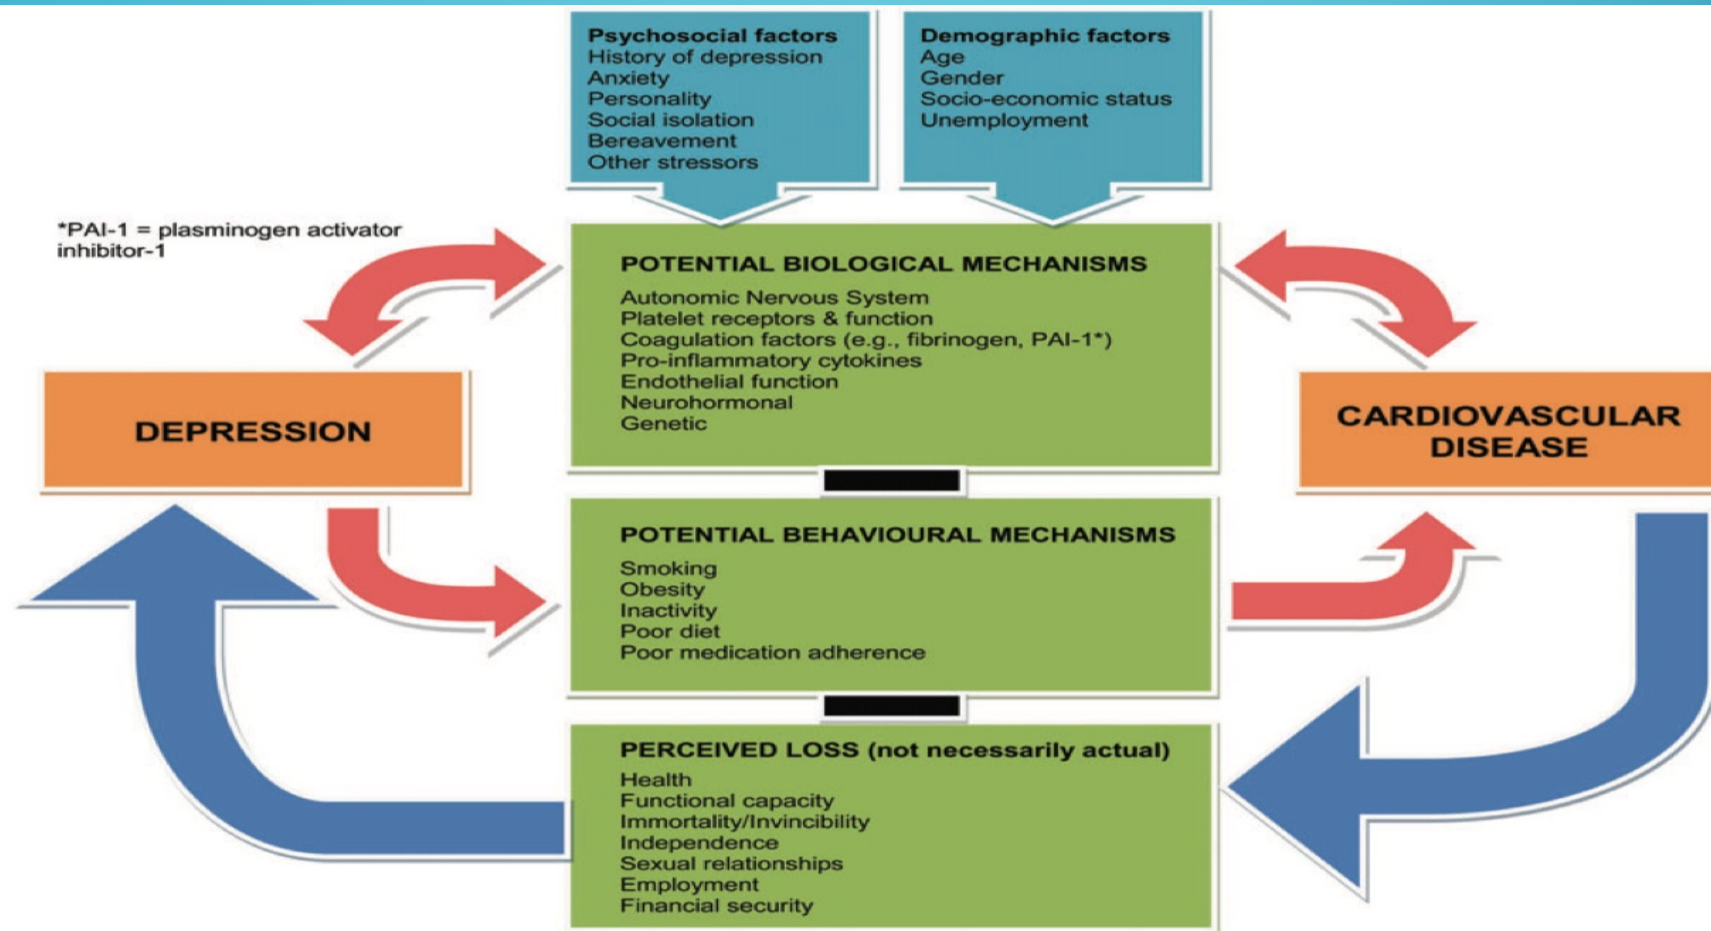 Psychosocial factors
History of depression
Anxiety
Personality
Social isolation
Bereavement
Other stressors
Demographic factors
Age
Gender
Socio-economic status
Unemployment
*PAI-1 = plasminogen activator
inhibitor-1
POTENTIAL BIOLOGICAL MECHANISMS
Autonomic Nervous System
Platelet receptors & function
Coagulation factors (e.g., fibrinogen, PAI-1*)
Pro-inflammatory cytokines
Endothelial function
Neurohormonal
Genetic
DEPRESSION
CARDIOVASCULAR
DISEASE
POTENTIAL BEHAVIOURAL MECHANISMS
Smoking
Obesity
Inactivity
Poor diet
Poor medication adherence
PERCEIVED LOSS (not necessarily actual)
Health
Functional capacity
Immortality/Invincibility
Independence
Sexual relationships
Employment
Financial security